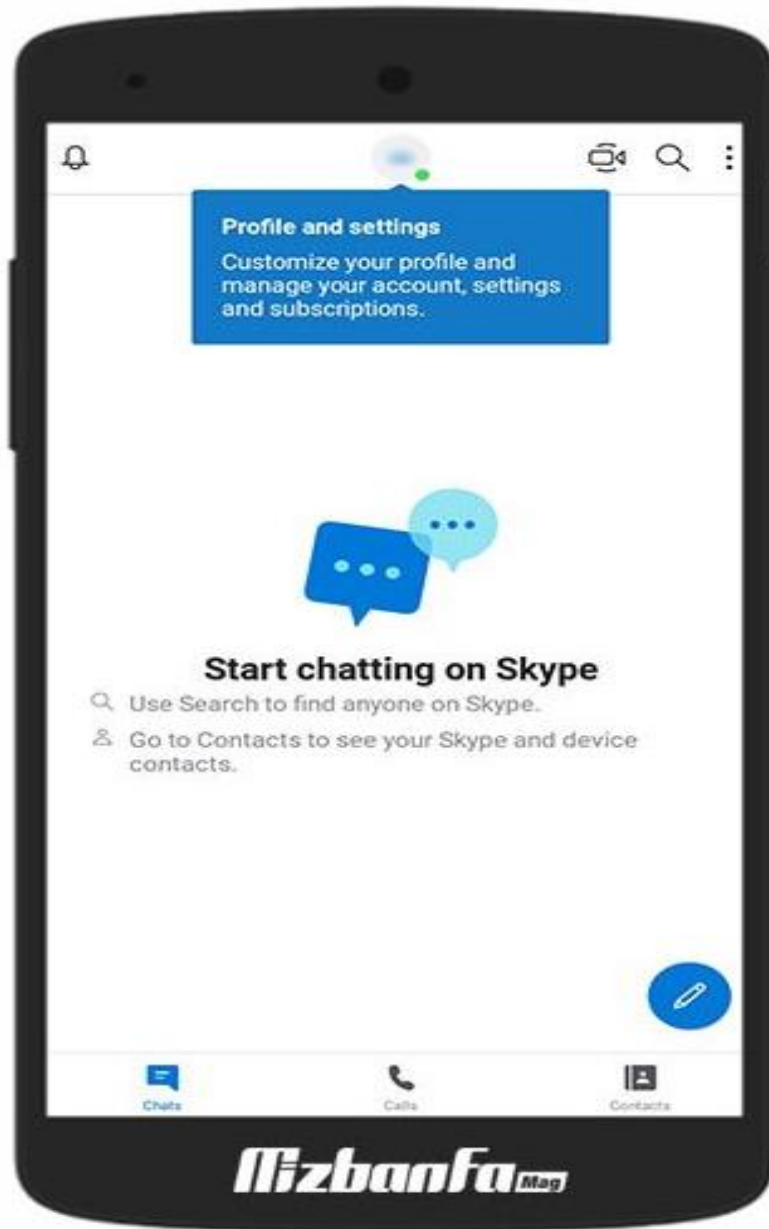 Profile and settings
Customize your profile and
manage your account, settings
and subscriptions.
Start chatting on Skype
Use Search to find anyone on Skype.
Go to Contacts to see your Skype and device
contacts.
Chats
Calls
Contacts
MizbanFa Mag